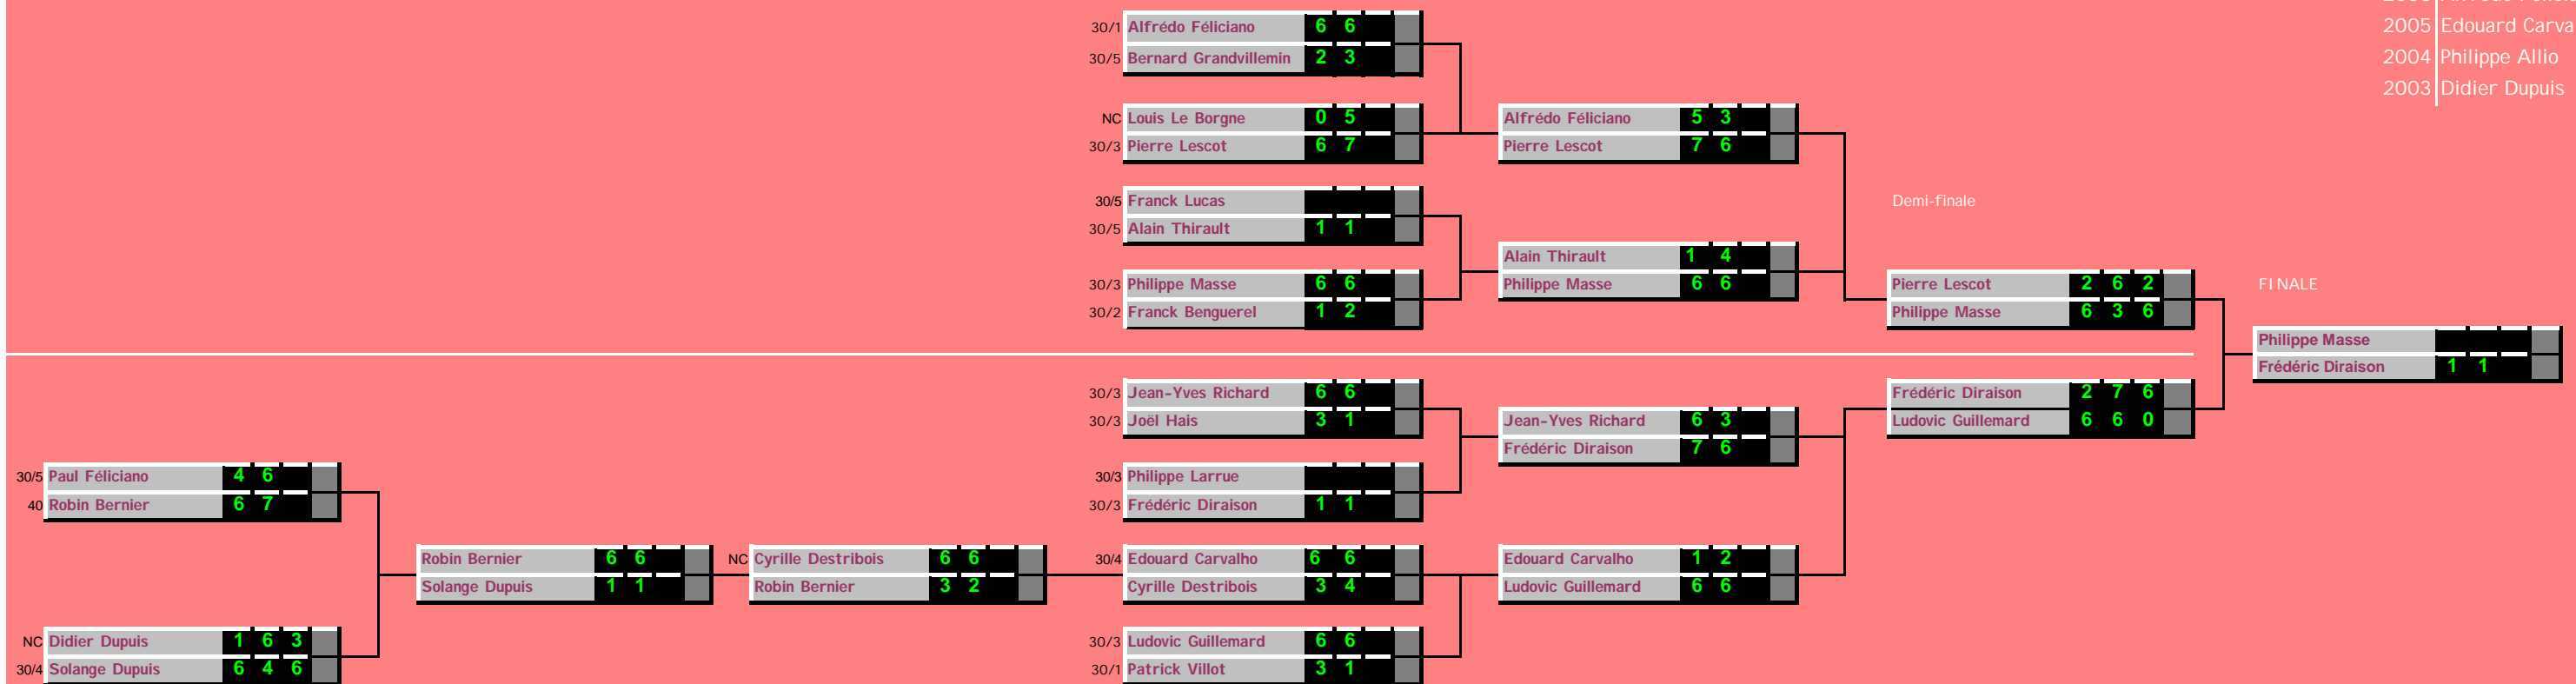 30/1 Alfrédo Féliciano 6 6
2005 Edouard Carva
30/5 Bernard Grandvillemin 2 3
2004 Philippe Allio
2003 Didier Dupuis
NC Louis Le Borgne 0 5
Alfrédo Féliciano 5 3
30/3 Pierre Lescot 6 7
Pierre Lescot 7 6
30/5 Franck Lucas
Demi-finale
30/5 Alain Thirault 1 1
Alain Thirault 1 4
30/3 Philippe Masse 6 6
Philippe Masse 6 6
Pierre Lescot 2 6 2
FINALE
30/2 Franck Benguerel 1 2
Philippe Masse 6 3 6
Philippe Masse
Frédéric Diraison 1 1
30/3 Jean-Yves Richard 6 6
Frédéric Diraison 2 7 6
30/3 Joël Hais 3 1
Jean-Yves Richard 6 3
Ludovic Guillemard 6 6 0
Frédéric Diraison 7 6
30/5 Paul Féliciano 4 6
30/3 Philippe Larrue
40 Robin Bernier 6 7
30/3 Frédéric Diraison 1 1
Robin Bernier 6 6
NC Cyrille Destribois 6 6
30/4 Edouard Carvalho 6 6
Edouard Carvalho 1 2
Solange Dupuis 1 1
Robin Bernier 3 2
Cyrille Destribois 3 4
Ludovic Guillemard 6 6
NC Didier Dupuis 1 6 3
30/3 Ludovic Guillemard 6 6
30/4 Solange Dupuis 6 4 6
30/1 Patrick Villot 3 1